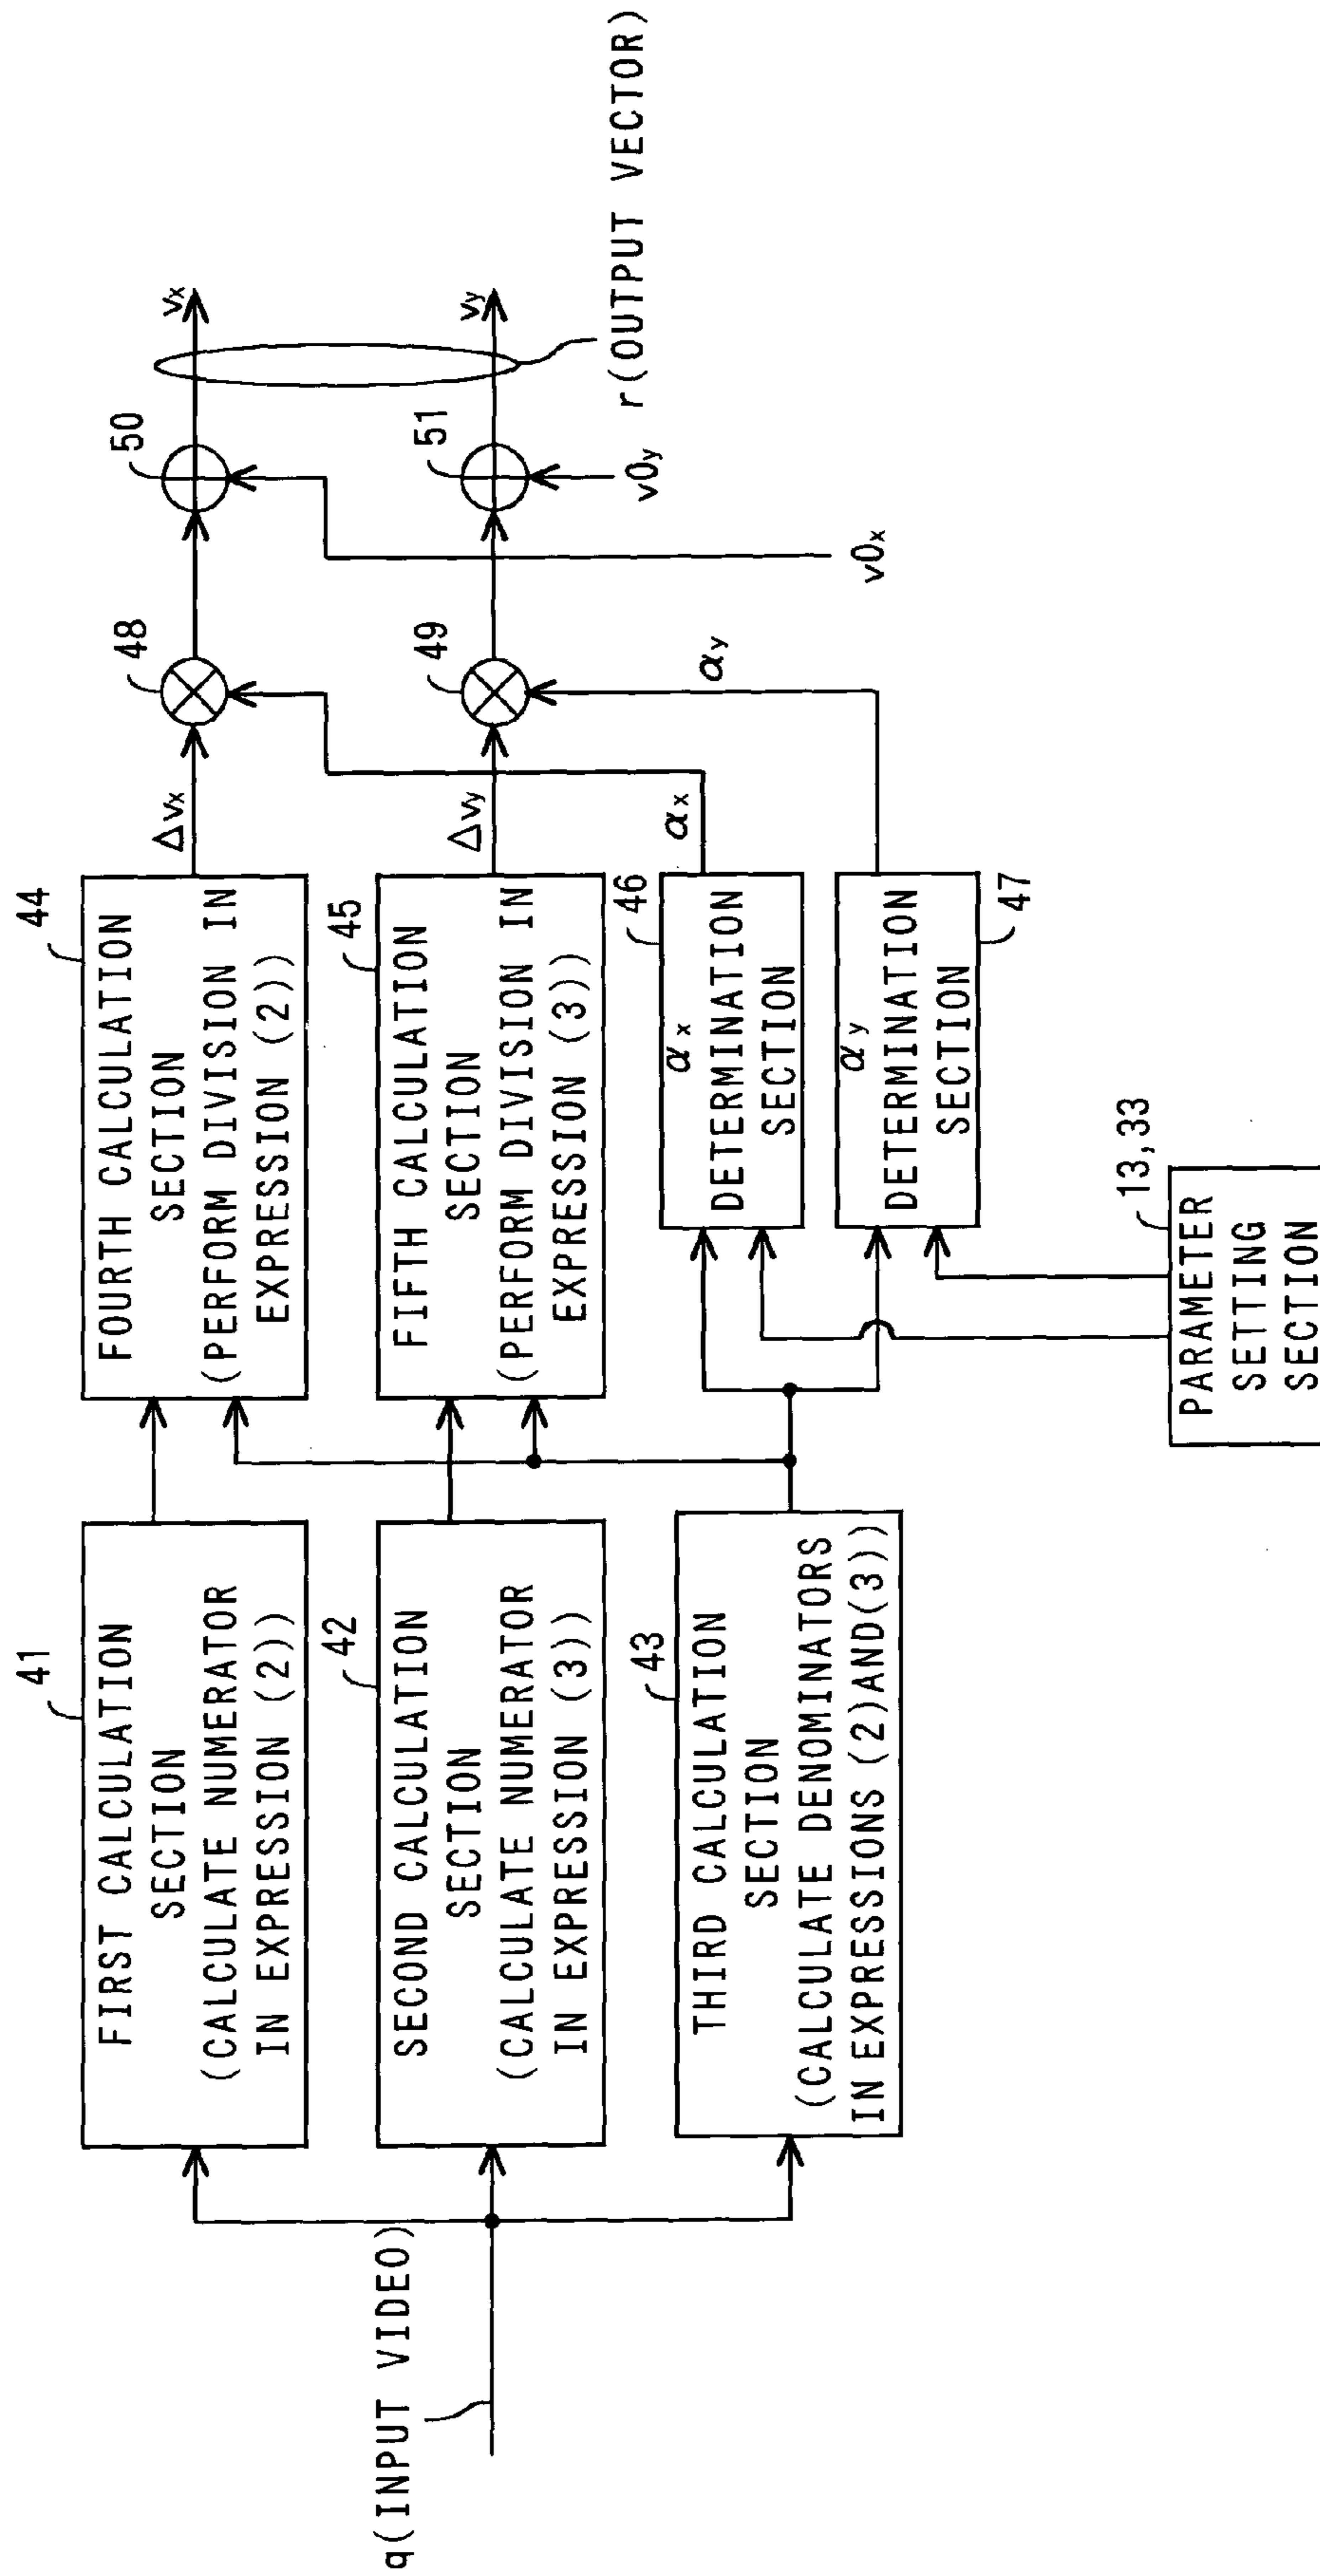 q(INPUT VIDEO)
41
FIRST CALCULATION
SECTION
(CALCULATE NUMERATOR
IN EXPRESSION (2))
42
SECOND CALCULATION
SECTION
(CALCULATE NUMERATOR
IN EXPRESSION (3))
43
THIRD CALCULATION
SECTION
(CALCULATE DENOMINATORS
IN EXPRESSIONS (2)AND(3))
44
FOURTH CALCULATION
SECTION
(PERFORM DIVISION IN
EXPRESSION (2))
45
FIFTH CALCULATION
SECTION
(PERFORM DIVISION IN
EXPRESSION (3))
46
αx
DETERMINATION
SECTION
47
αy
DETERMINATION
SECTION
13,33
PARAMETER
SETTING
SECTION
Δvx
Δvy
αx
αy
48
49
50
51
v0x
v0y
vx
vy
r(OUTPUT VECTOR)